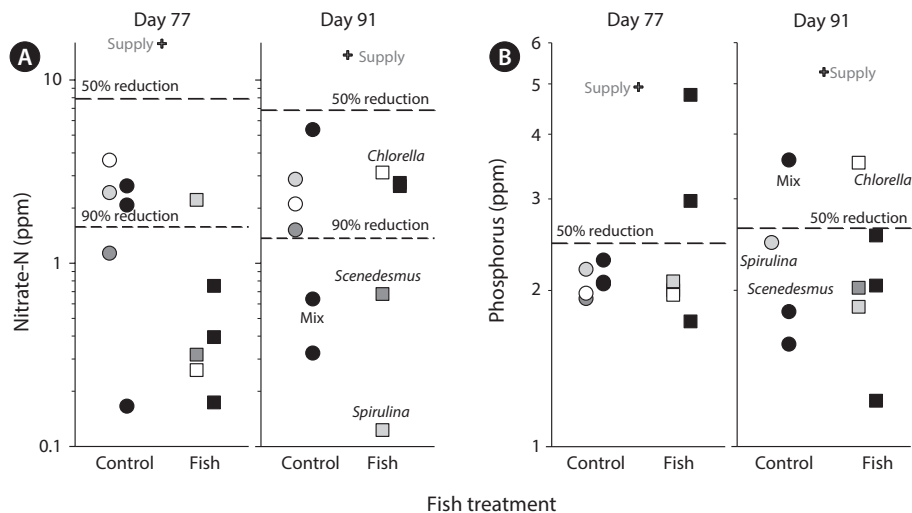 Day 77
Day 91
Day 77
Day 91
A
Supply
50% reduction
90% reduction
Supply
50% reduction
Chlorella
90% reduction
Scenedesmus
Mix
Spirulina
10
1
0.1
Nitrate-N (ppm)
Control
Fish
Control
Fish
B
Supply
50% reduction
Supply
Mix
Chlorella
50% reduction
Spirulina
Scenedesmus
6
5
4
3
2
1
Phosphorus (ppm)
Control
Fish
Control
Fish
Fish treatment